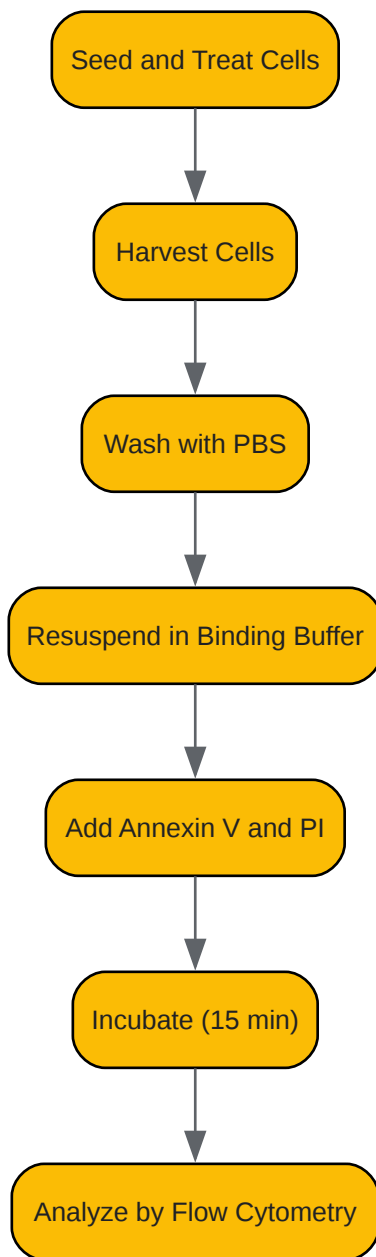 Seed and Treat Cells
Harvest Cells
Wash with PBS
Resuspend in Binding Buffer
Add Annexin V and PI
Incubate (15 min)
Analyze by Flow Cytometry